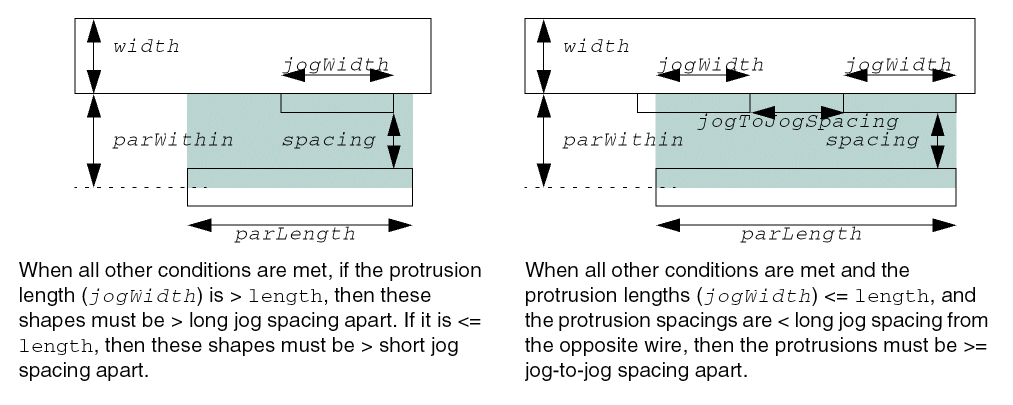 width
jogWidth
parWithin
spacing
parLength
When all other conditions are met, if the protrusion
length (jogWidth) is > length, then these
shapes must be > long jog spacing apart. If it is <=
length, then these shapes must be > short jog
spacing apart.
width
jogWidth jogWidth
jogToJogSpacing
parWithin spacing
parLength
When all other conditions are met and the
protrusion lengths (jogWidth) <= length, and
the protrusion spacings are < long jog spacing from
the opposite wire, then the protrusions must be >=
jog-to-jog spacing apart.